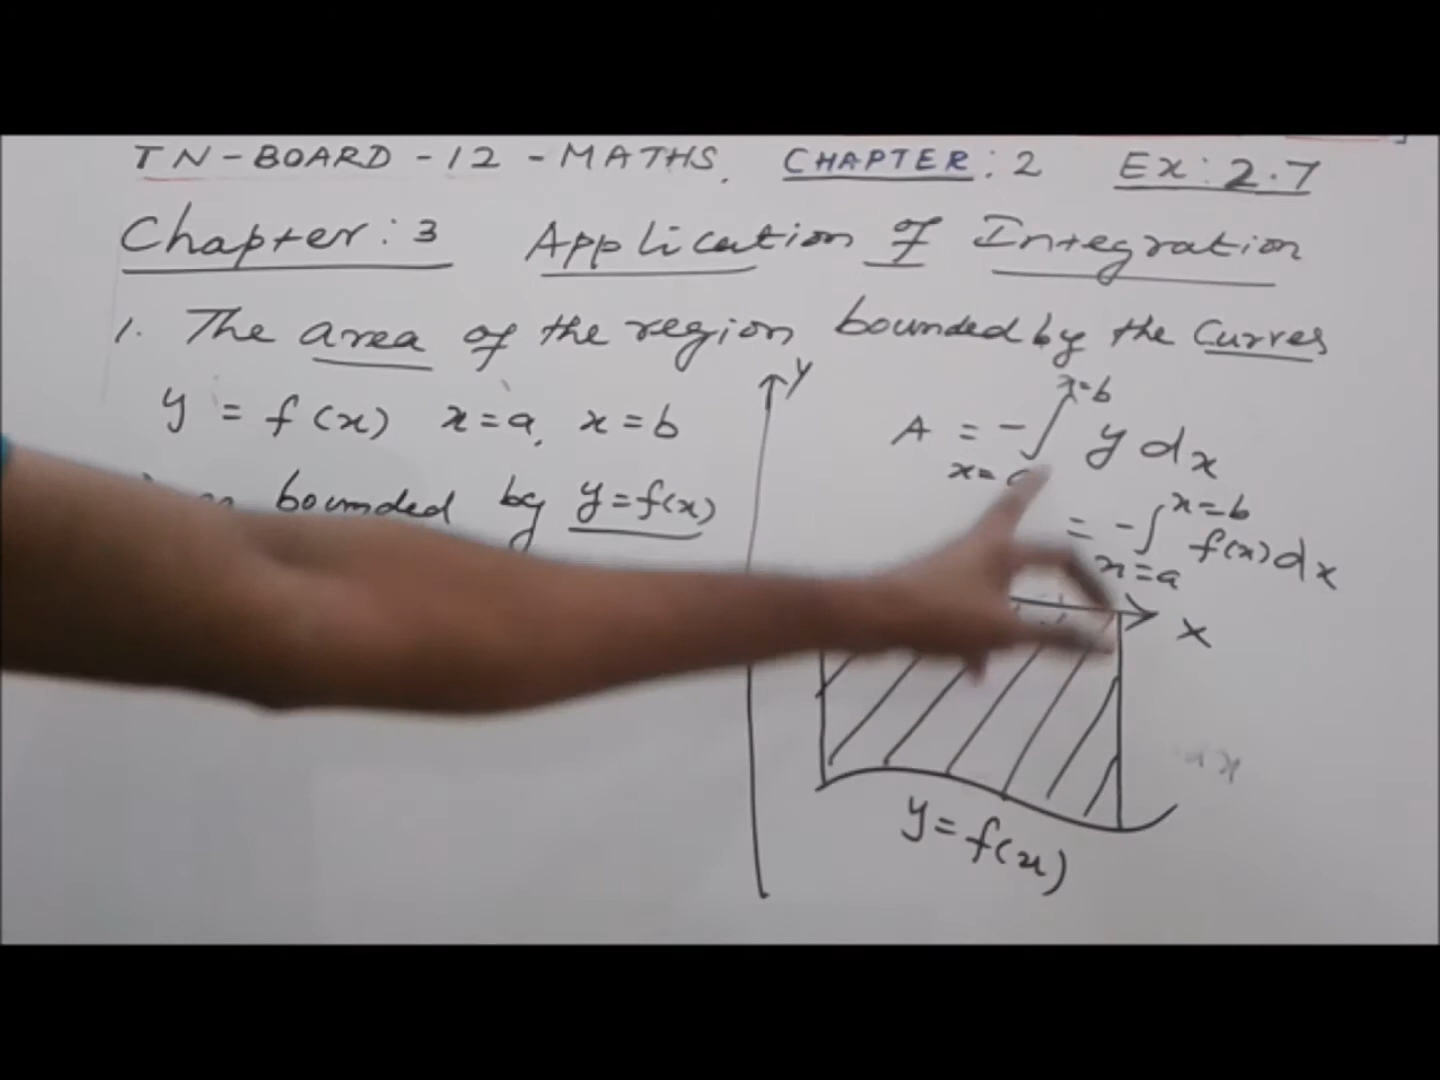 TN-BOARD-12-MATHS. CHAPTER: 2 Ex: 2.7
Chapter: 3 Application of Integration
1. The area of the region bounded by the Curves
y = f(x) x=a, x=b
bounded by y=f(x)
Y
A = -∫ y dx
x=b
x=
= -∫ f(x)dx
x=b
x=a
X
y=f(x)